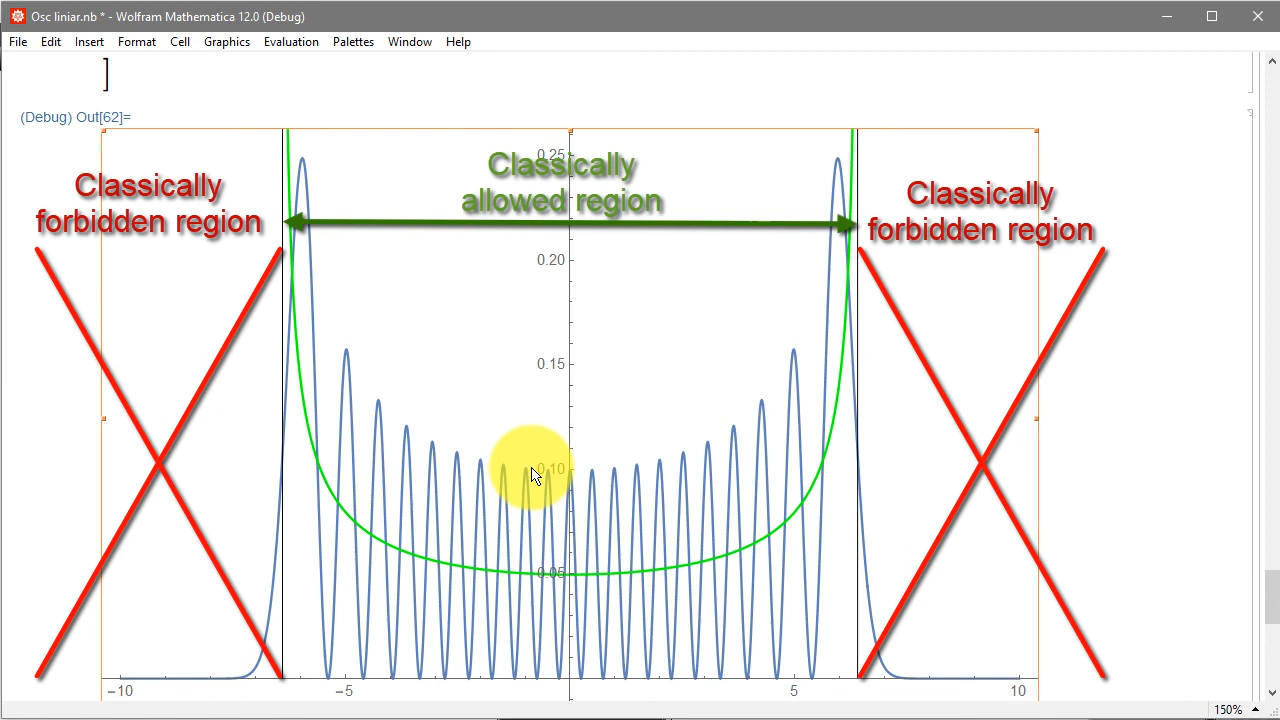 Osc liniar.nb * - Wolfram Mathematica 12.0 (Debug)
File Edit Insert Format Cell Graphics Evaluation Palettes Window Help
]
(Debug) Out[62]=
0.25
Classically
allowed region
Classically
forbidden region
Classically
forbidden region
0.20
0.15
0.10
0.05
−10 −5 5 10
150%